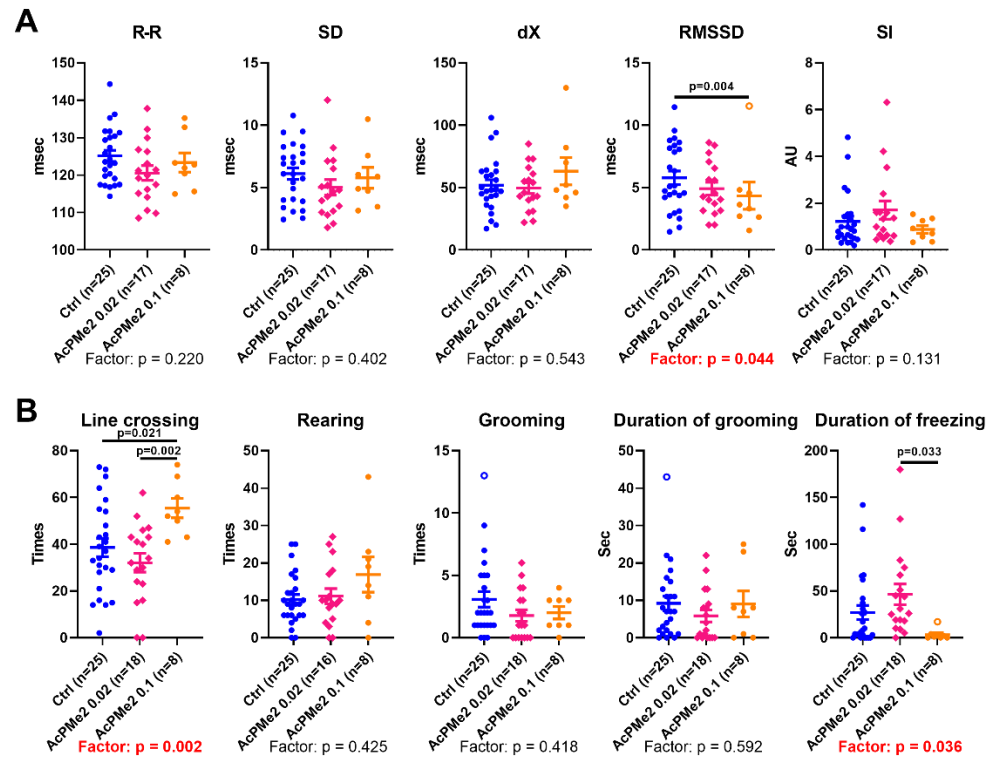 A
R-R
SD
dX
RMSSD
SI
msec
150
140
130
120
110
100
Ctrl (n=25)
AcPMe2 0.02 (n=17)
AcPMe2 0.1 (n=8)
Factor: p = 0.220
msec
15
10
5
0
Ctrl (n=25)
AcPMe2 0.02 (n=17)
AcPMe2 0.1 (n=8)
Factor: p = 0.402
msec
150
100
50
0
Ctrl (n=25)
AcPMe2 0.02 (n=17)
AcPMe2 0.1 (n=8)
Factor: p = 0.543
msec
15
10
5
0
p=0.004
Ctrl (n=25)
AcPMe2 0.02 (n=17)
AcPMe2 0.1 (n=8)
Factor: p = 0.044
AU
8
6
4
2
0
Ctrl (n=25)
AcPMe2 0.02 (n=17)
AcPMe2 0.1 (n=8)
Factor: p = 0.131
B
Line crossing
Rearing
Grooming
Duration of grooming
Duration of freezing
p=0.021
p=0.002
Times
80
60
40
20
0
Ctrl (n=25)
AcPMe2 0.02 (n=18)
AcPMe2 0.1 (n=8)
Factor: p = 0.002
Times
50
40
30
20
10
0
Ctrl (n=25)
AcPMe2 0.02 (n=16)
AcPMe2 0.1 (n=8)
Factor: p = 0.425
Times
15
10
5
0
Ctrl (n=25)
AcPMe2 0.02 (n=18)
AcPMe2 0.1 (n=8)
Factor: p = 0.418
Sec
50
40
30
20
10
0
Ctrl (n=25)
AcPMe2 0.02 (n=18)
AcPMe2 0.1 (n=8)
Factor: p = 0.592
Sec
200
150
100
50
0
p=0.033
Ctrl (n=25)
AcPMe2 0.02 (n=18)
AcPMe2 0.1 (n=8)
Factor: p = 0.036